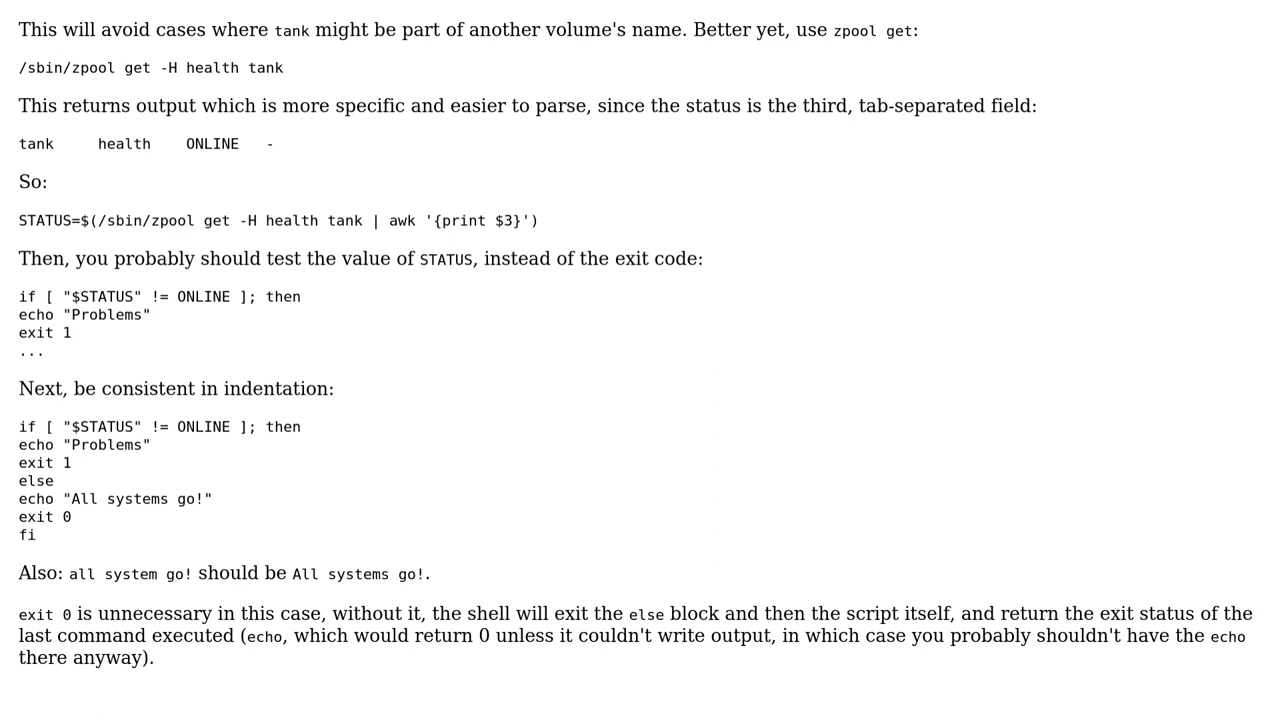 This will avoid cases where tank might be part of another volume's name. Better yet, use zpool get:
/sbin/zpool get -H health tank
This returns output which is more specific and easier to parse, since the status is the third, tab-separated field:
tank     health    ONLINE   -
So:
STATUS=$(/sbin/zpool get -H health tank | awk '{print $3}')
Then, you probably should test the value of STATUS, instead of the exit code:
if [ "$STATUS" != ONLINE ]; then
echo "Problems"
exit 1
...
Next, be consistent in indentation:
if [ "$STATUS" != ONLINE ]; then
echo "Problems"
exit 1
else
echo "All systems go!"
exit 0
fi
Also: all system go! should be All systems go!.
exit 0 is unnecessary in this case, without it, the shell will exit the else block and then the script itself, and return the exit status of the
last command executed (echo, which would return 0 unless it couldn't write output, in which case you probably shouldn't have the echo
there anyway).